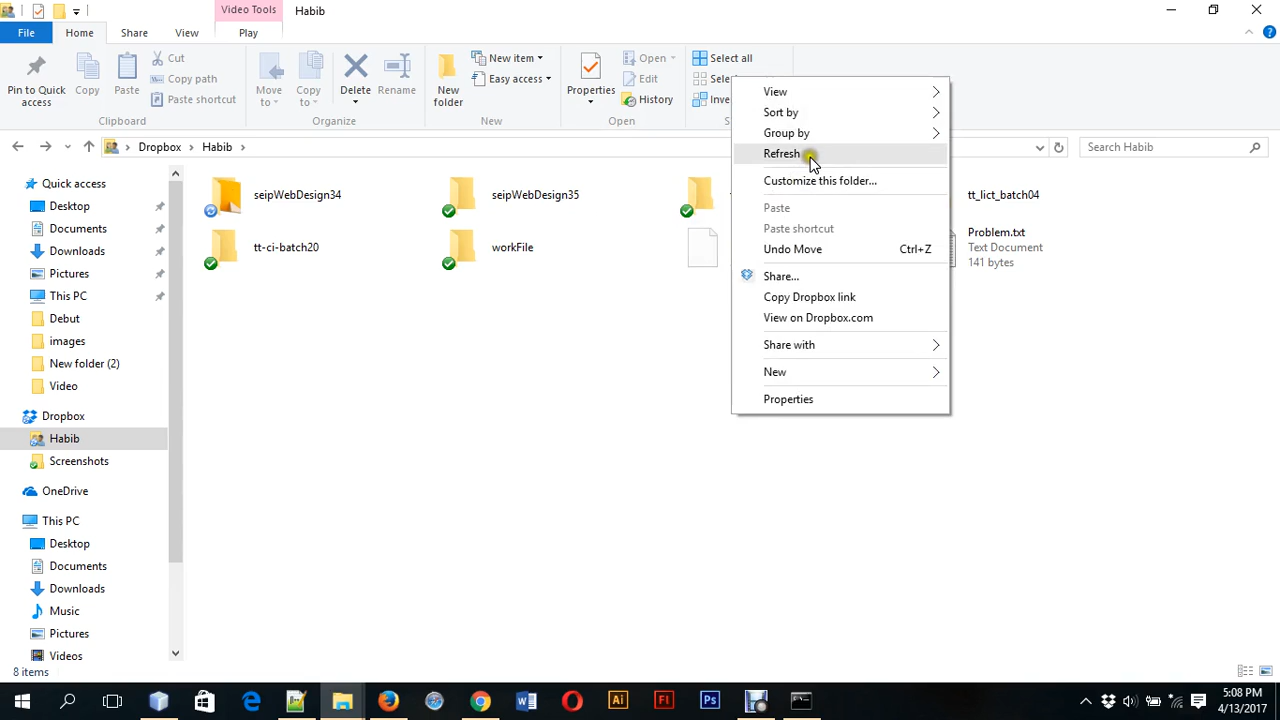 Video Tools
Habib
File
Home
Share
View
Play
Pin to Quick access
Copy
Paste
Cut
Copy path
Paste shortcut
Clipboard
Move to
Copy to
Delete
Rename
Organize
New folder
New item
Easy access
New
Properties
Open
Edit
History
Open
Select all
Dropbox
Habib
Search Habib
Quick access
Desktop
Documents
Downloads
Pictures
This PC
Debut
images
New folder (2)
Video
Dropbox
Habib
Screenshots
OneDrive
This PC
Desktop
Documents
Downloads
Music
Pictures
Videos
seipWebDesign34
seipWebDesign35
tt_lict_batch04
tt-ci-batch20
workFile
Problem.txt
Text Document
141 bytes
View
Sort by
Group by
Refresh
Customize this folder...
Paste
Paste shortcut
Undo Move Ctrl+Z
Share...
Copy Dropbox link
View on Dropbox.com
Share with
New
Properties
8 items
W
Ai
Fl
Ps
5:08 PM
4/13/2017